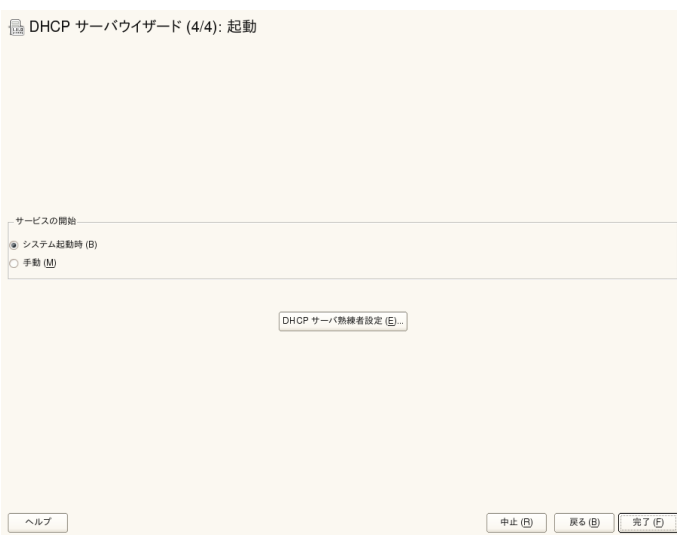 DHCP サーバウイザード (4/4): 起動
サービスの開始
システム起動時 (B)
手動 (M)
DHCP サーバ熟練者設定 (E)...
ヘルプ
中止 (R)
戻る (B)
完了 (F)